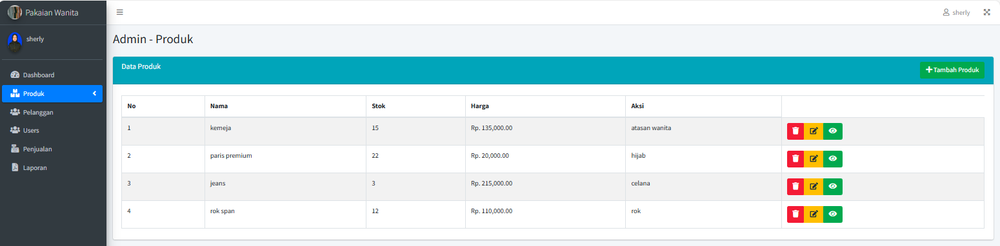 Pakaian Wanita
sherly
sherly
Admin - Produk
Dashboard
Produk
Pelanggan
Users
Penjualan
Laporan
Data Produk
Tambah Produk
No Nama Stok Harga Aksi
1 kemeja 15 Rp. 135,000.00 atasan wanita
2 paris premium 22 Rp. 20,000.00 hijab
3 jeans 3 Rp. 215,000.00 celana
4 rok span 12 Rp. 110,000.00 rok